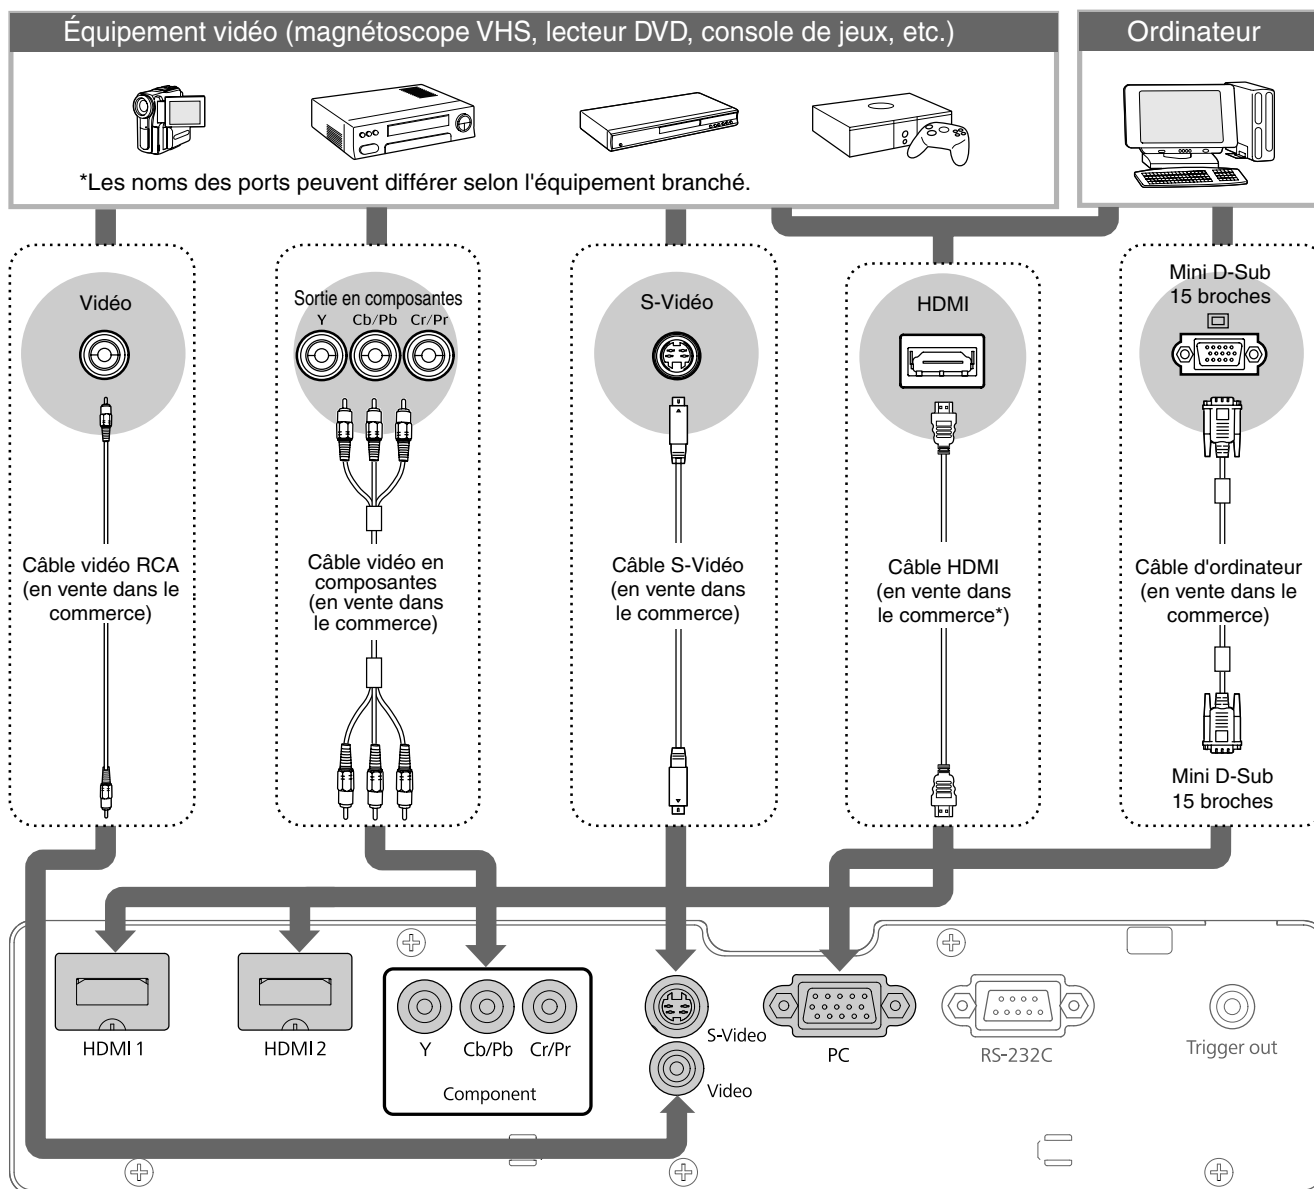 Équipement vidéo (magnétoscope VHS, lecteur DVD, console de jeux, etc.)
Ordinateur
*Les noms des ports peuvent différer selon l'équipement branché.
Vidéo
Sortie en composantes
Y Cb/Pb Cr/Pr
S-Vidéo
HDMI
Mini D-Sub
15 broches
Câble vidéo RCA
(en vente dans le
commerce)
Câble vidéo en
composantes
(en vente dans
le commerce)
Câble S-Vidéo
(en vente dans
le commerce)
Câble HDMI
(en vente dans
le commerce*)
Câble d'ordinateur
(en vente dans le
commerce)
Mini D-Sub
15 broches
HDMI 1
HDMI 2
Y Cb/Pb Cr/Pr
Component
S-Video
Video
PC
RS-232C
Trigger out